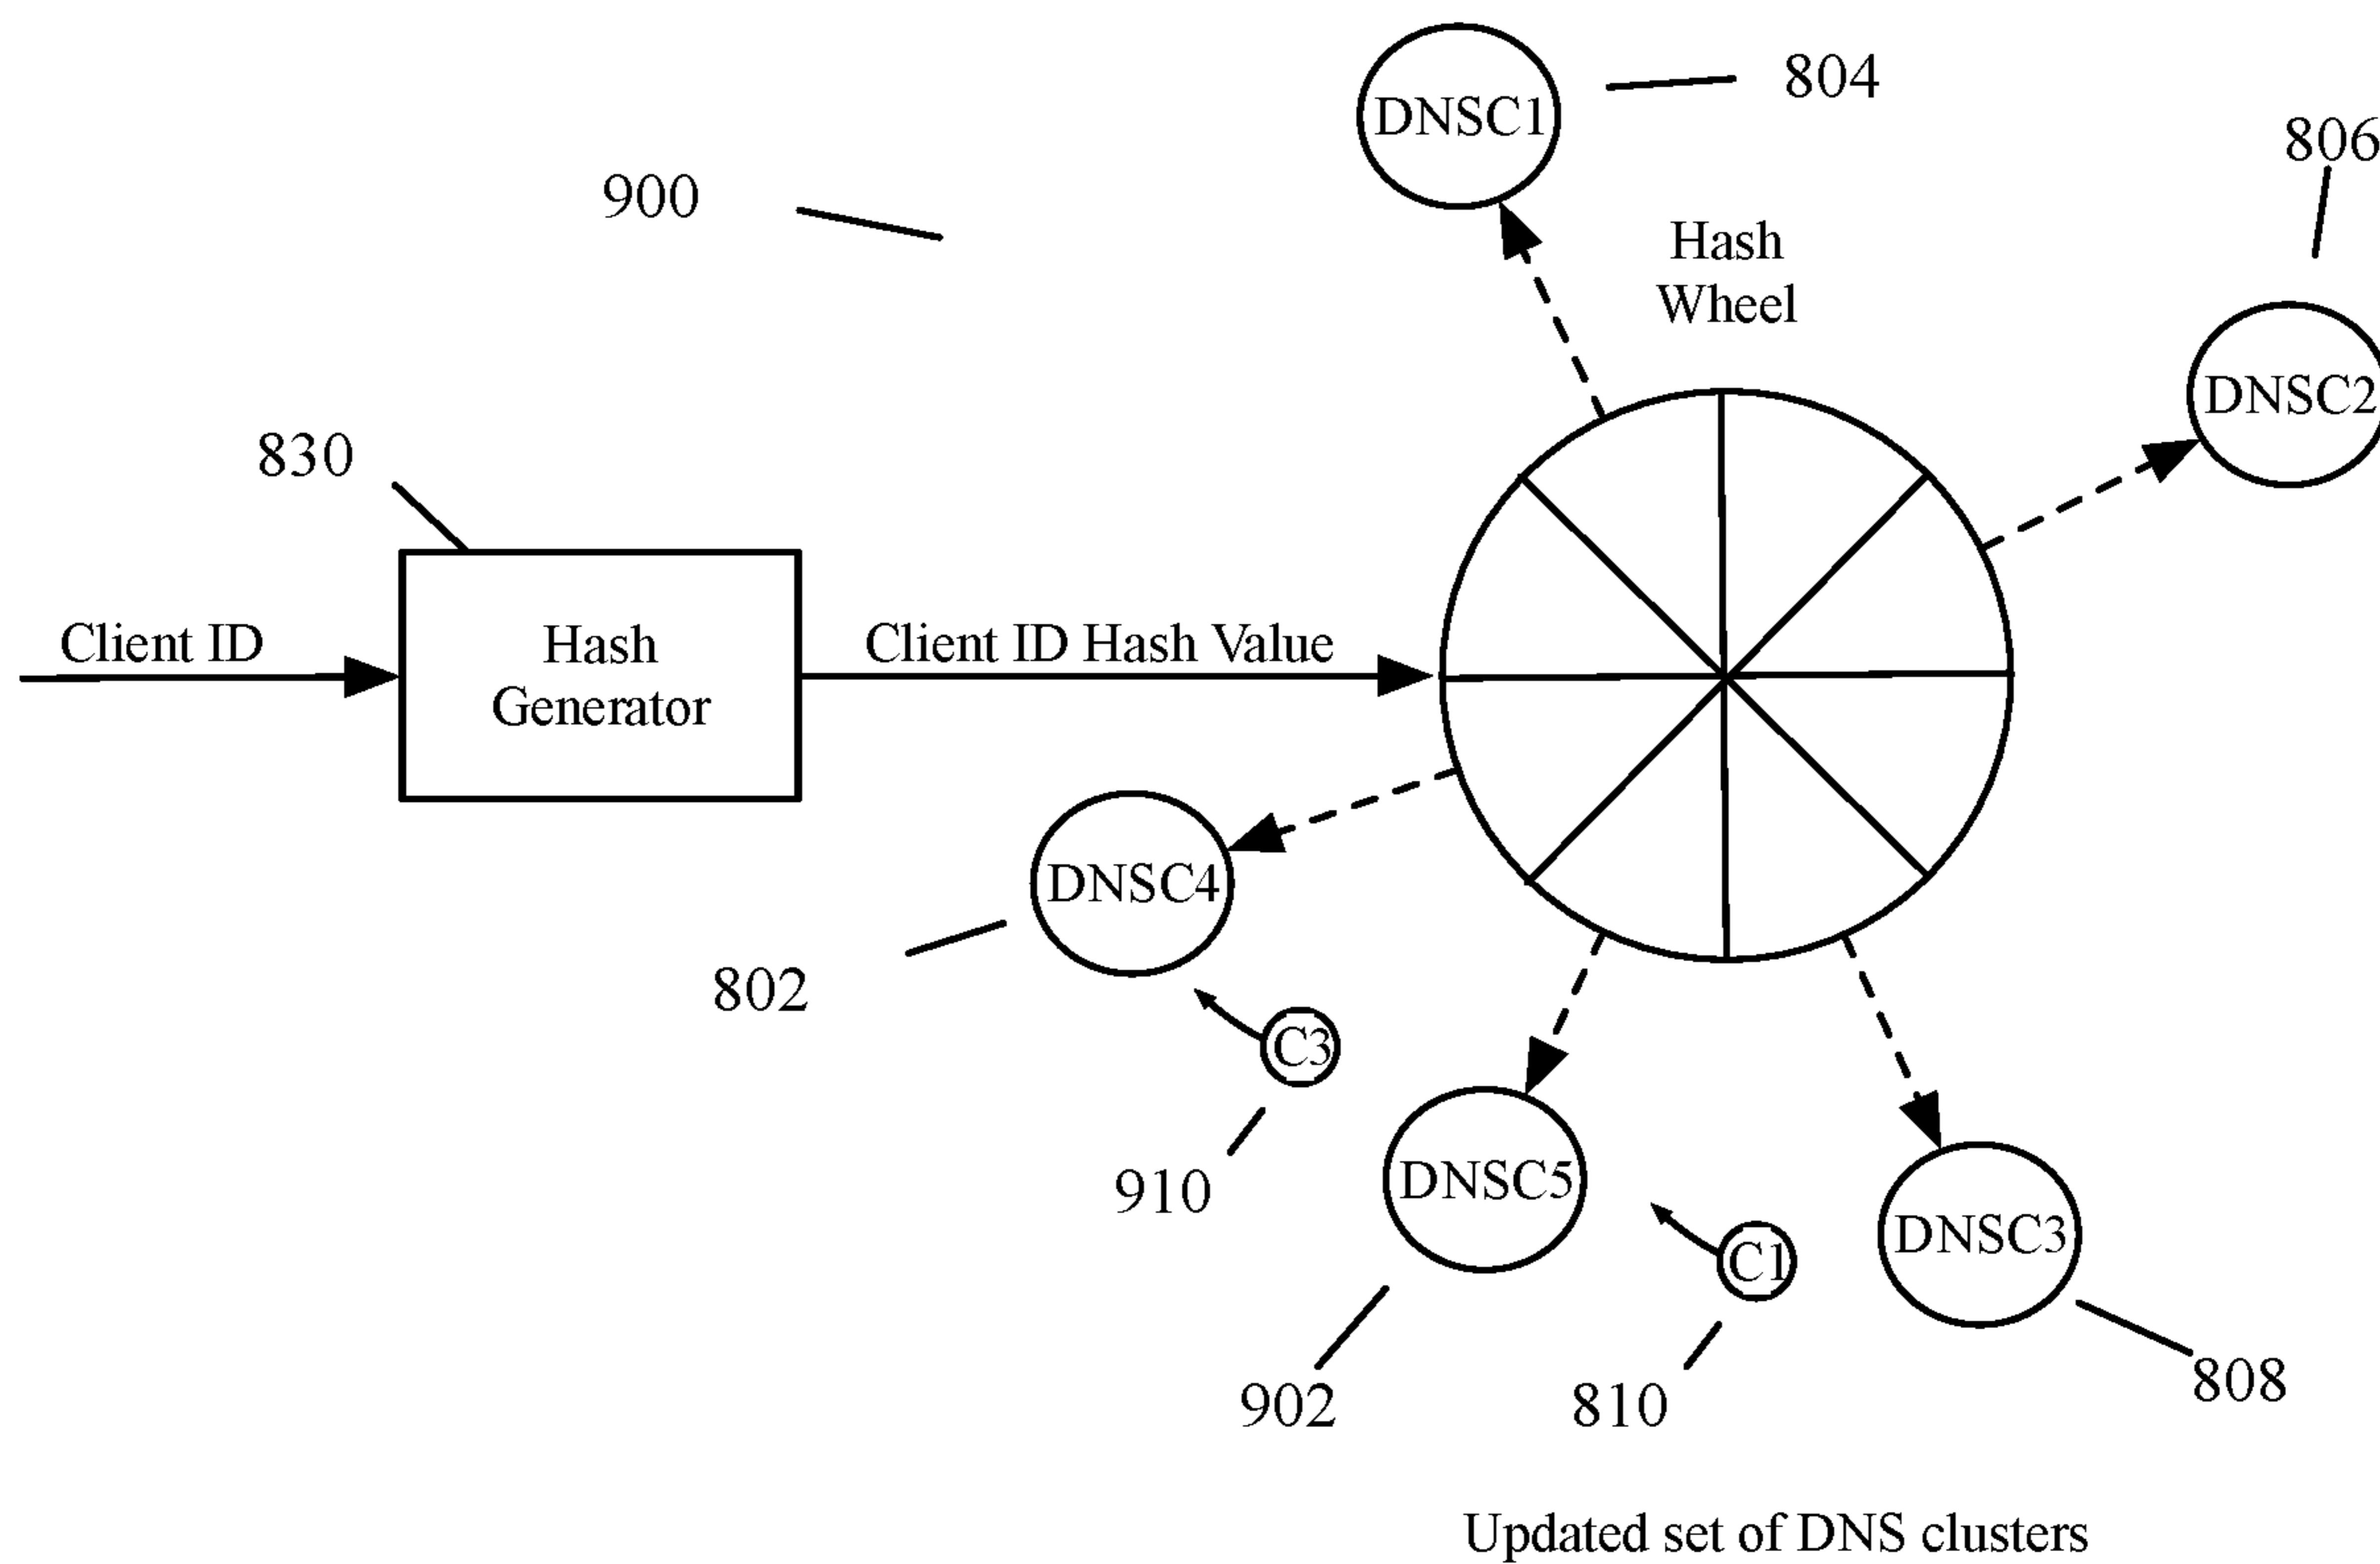 804
DNSC1
806
900
Hash
Wheel
DNSC2
830
Client ID
Hash
Generator
Client ID Hash Value
DNSC4
802
C3
910
DNSC5
C1
DNSC3
902
810
808
Updated set of DNS clusters